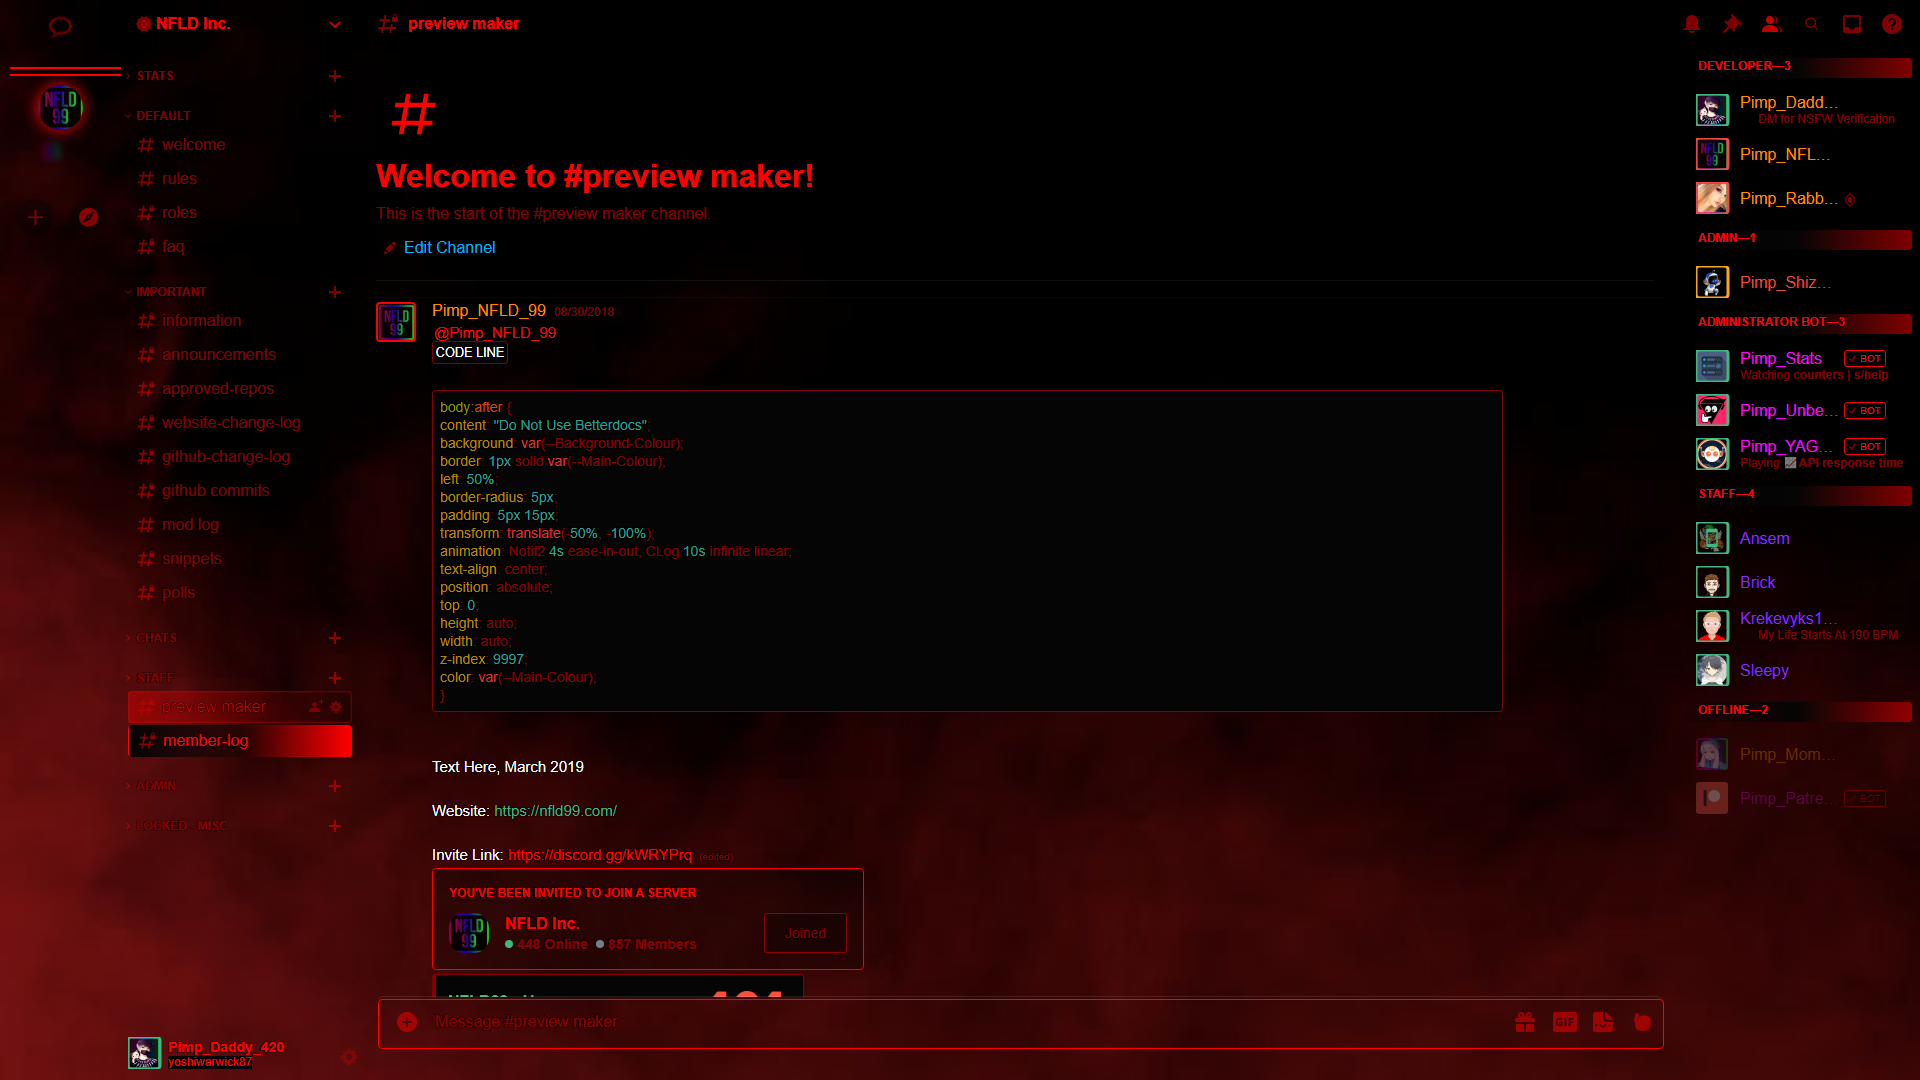 NFLD Inc.
STATS
DEFAULT
welcome
rules
roles
faq
IMPORTANT
information
announcements
approved-repos
website-change-log
github-change-log
github commits
mod log
snippets
polls
CHATS
STAFF
preview maker
member-log
ADMIN
LOCKED - MISC
NFLD
99
Pimp_Daddy_420
yoshiwarwick87
preview maker
#
Welcome to #preview maker!
This is the start of the #preview maker channel.
Edit Channel
Pimp_NFLD_99 08/30/2018
@Pimp_NFLD_99
CODE LINE
body:after {
content: "Do Not Use Betterdocs";
background: var(--Background-Colour);
border: 1px solid var(--Main-Colour);
left: 50%;
border-radius: 5px;
padding: 5px 15px;
transform: translate(-50%, -100%);
animation: Notif2 4s ease-in-out, CLog 10s infinite linear;
text-align: center;
position: absolute;
top: 0;
height: auto;
width: auto;
z-index: 9997;
color: var(--Main-Colour);
}
Text Here, March 2019
Website: https://nfld99.com/
Invite Link: https://discord.gg/kWRYPrq (edited)
YOU'VE BEEN INVITED TO JOIN A SERVER
NFLD
99
NFLD Inc.
448 Online 857 Members
Joined
Message #preview maker
GIF
DEVELOPER—3
Pimp_Dadd...
DM for NSFW Verification
Pimp_NFL...
Pimp_Rabb...
ADMIN—1
Pimp_Shiz...
ADMINISTRATOR BOT—3
Pimp_Stats ✓ BOT
Watching counters | s/help
Pimp_Unbe... ✓ BOT
Pimp_YAG... ✓ BOT
Playing API response time
STAFF—4
Ansem
Brick
Krekevyks1...
My Life Starts At 190 BPM
Sleepy
OFFLINE—2
Pimp_Mom...
Pimp_Patre... ✓ BOT